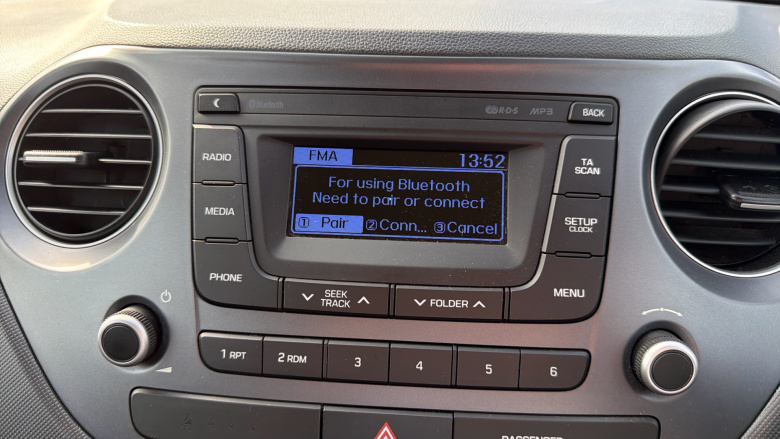 Bluetooth
R·D·S MP3
BACK
RADIO
MEDIA
PHONE
FMA 13:52
For using Bluetooth
Need to pair or connect
1 Pair 2 Conn... 3 Cancel
TA
SCAN
SETUP
CLOCK
MENU
SEEK
TRACK
FOLDER
1 RPT
2 RDM
3
4
5
6
PASSENGER